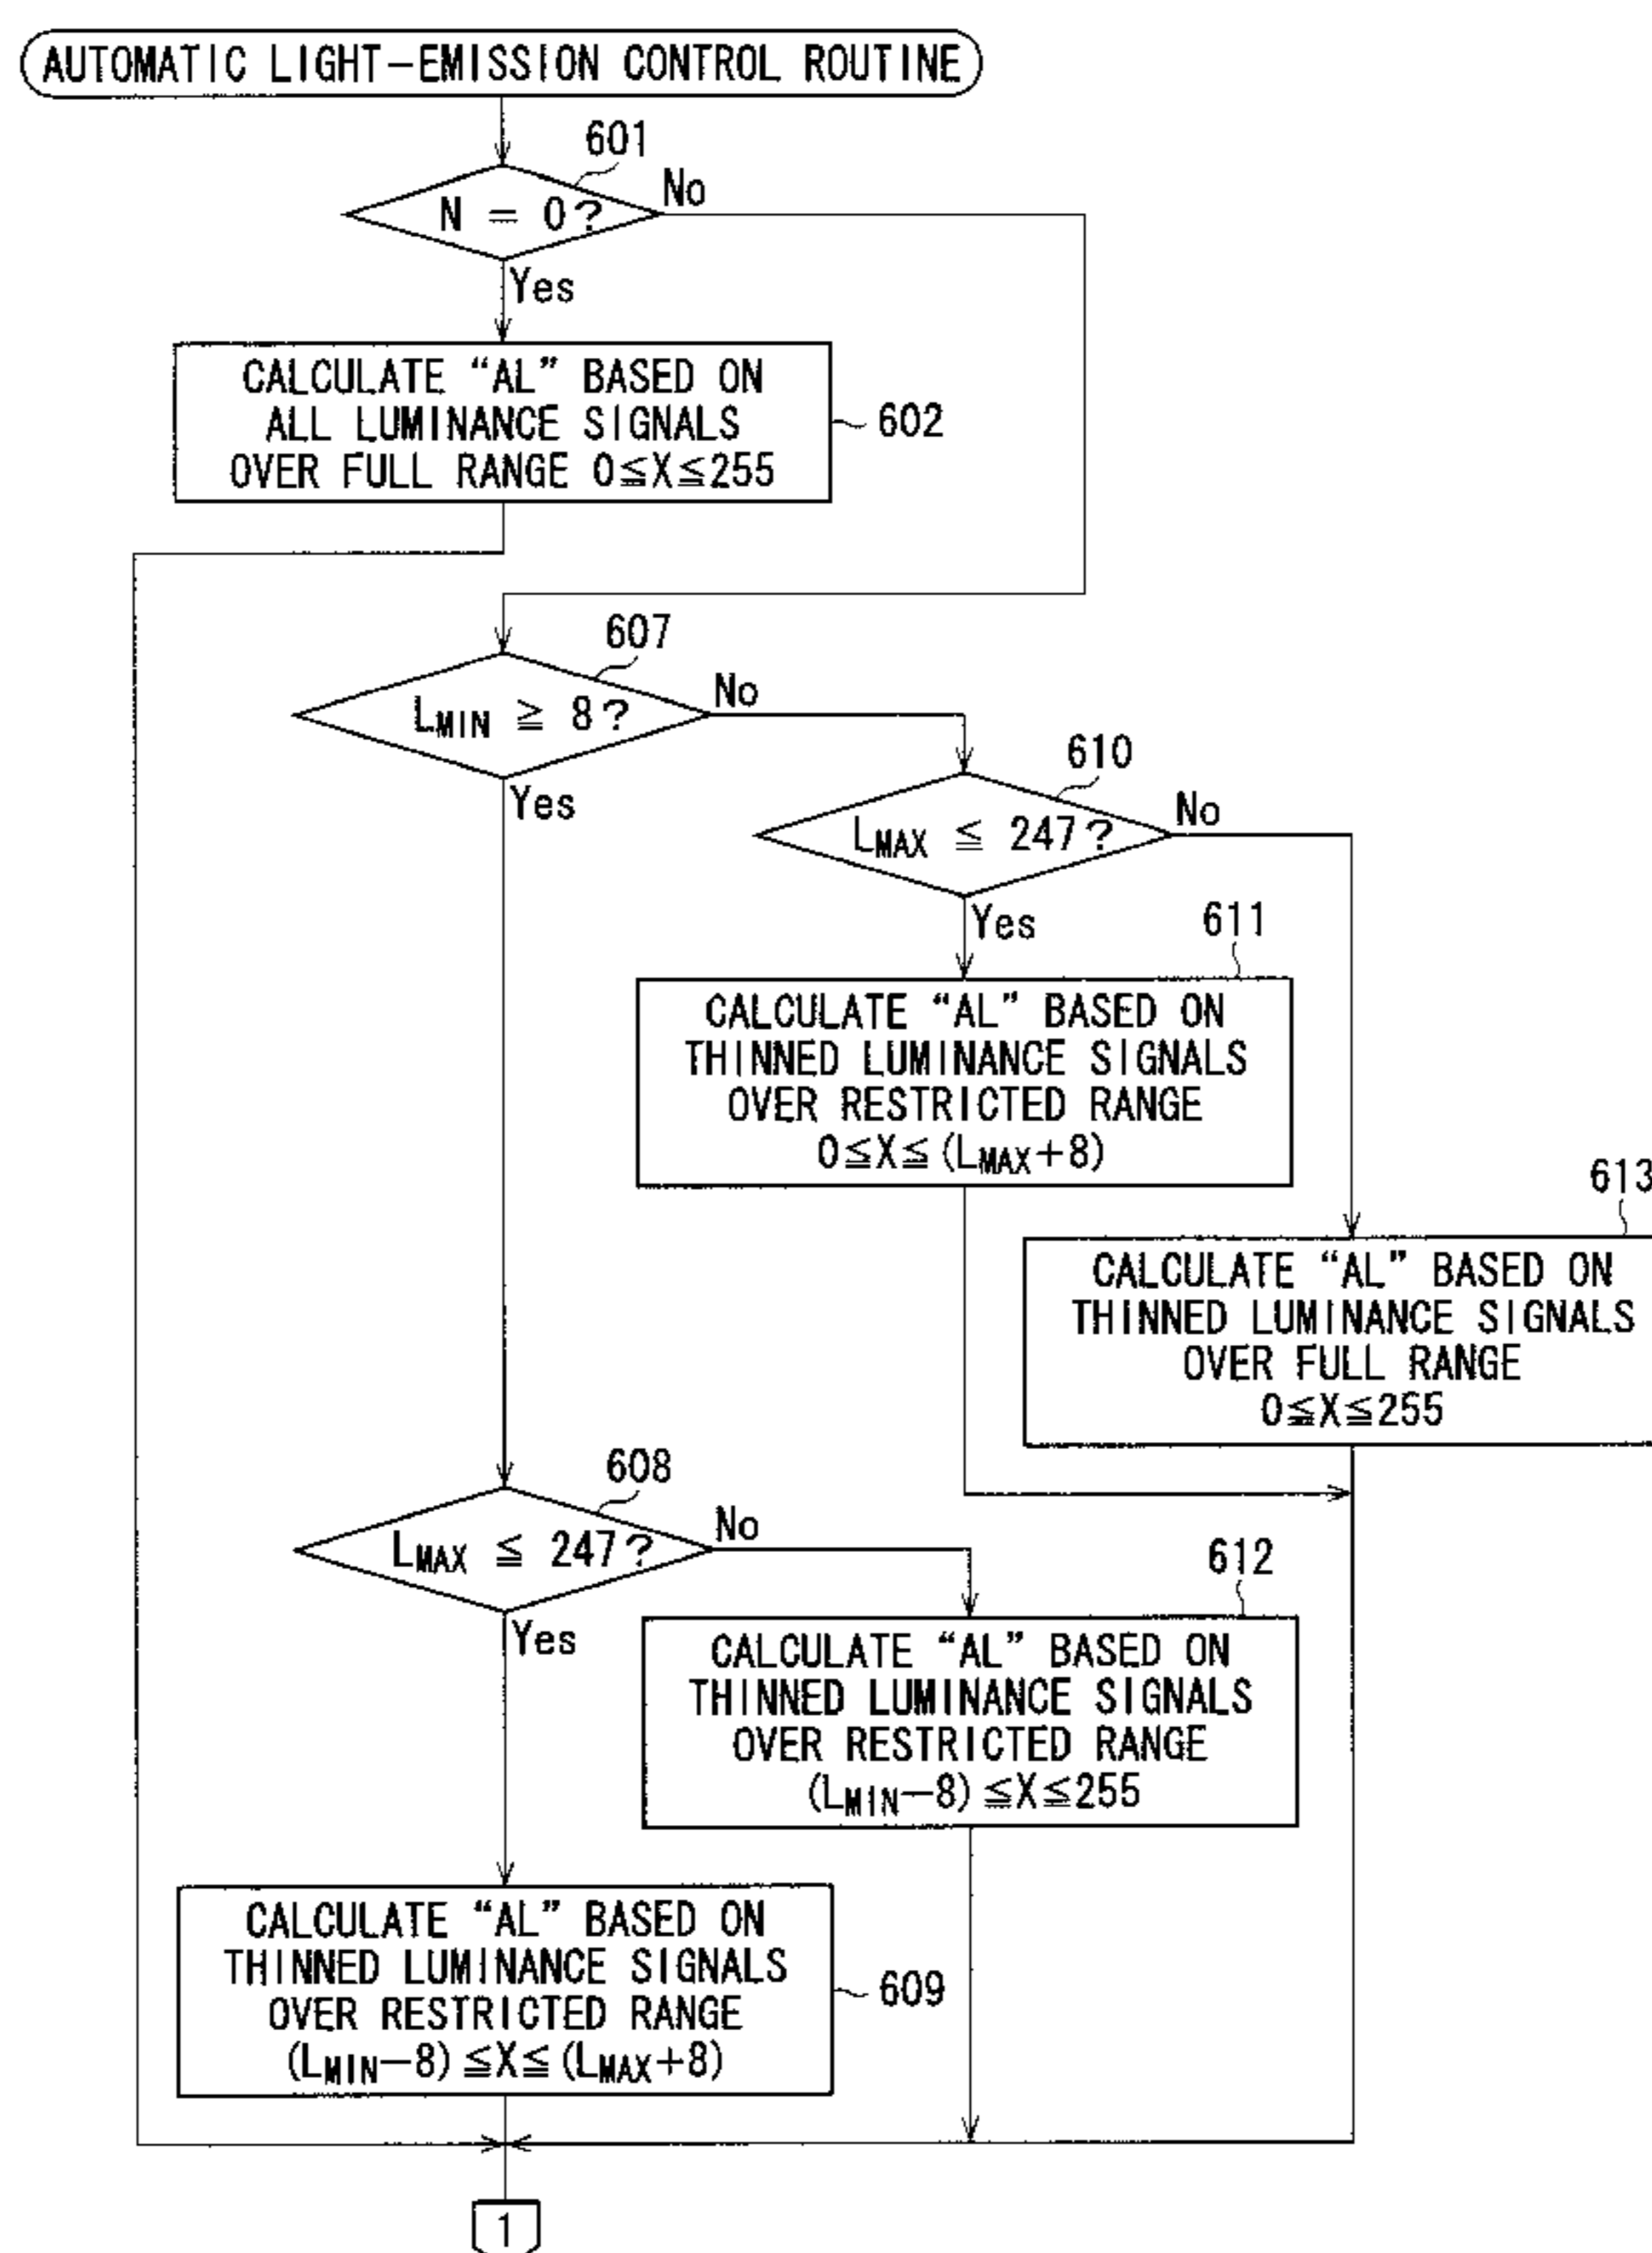 AUTOMATIC LIGHT-EMISSION CONTROL ROUTINE
601
N = 0?
No
Yes
CALCULATE “AL” BASED ON
ALL LUMINANCE SIGNALS
OVER FULL RANGE 0≦X≦255
602
607
LMIN ≧ 8?
No
Yes
610
LMAX ≦ 247?
No
Yes
611
CALCULATE “AL” BASED ON
THINNED LUMINANCE SIGNALS
OVER RESTRICTED RANGE
0≦X≦(LMAX+8)
613
CALCULATE “AL” BASED ON
THINNED LUMINANCE SIGNALS
OVER FULL RANGE
0≦X≦255
608
LMAX ≦ 247?
No
Yes
612
CALCULATE “AL” BASED ON
THINNED LUMINANCE SIGNALS
OVER RESTRICTED RANGE
(LMIN−8)≦X≦255
CALCULATE “AL” BASED ON
THINNED LUMINANCE SIGNALS
OVER RESTRICTED RANGE
(LMIN−8)≦X≦(LMAX+8)
609
1